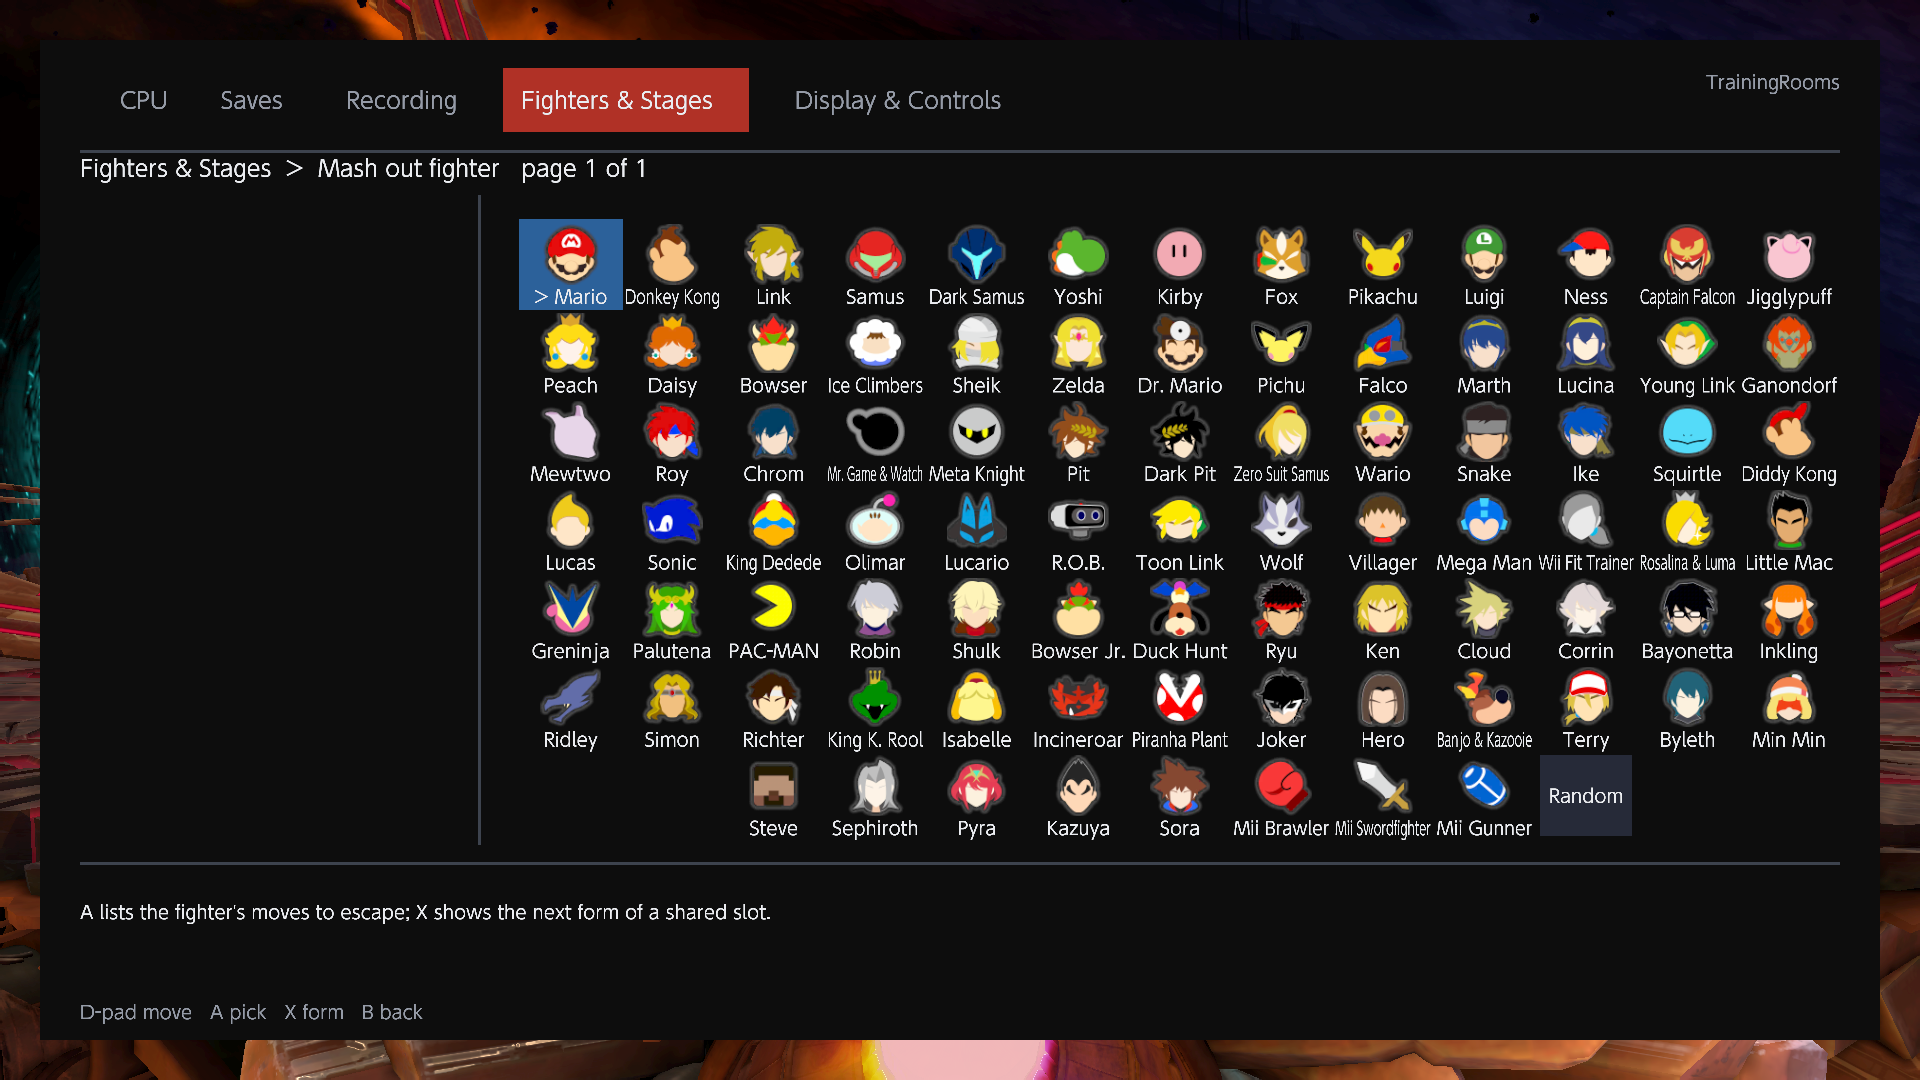 CPU Saves Recording Fighters & Stages Display & Controls TrainingRooms
Fighters & Stages > Mash out fighter page 1 of 1
> Mario Donkey Kong Link Samus Dark Samus Yoshi Kirby Fox Pikachu Luigi Ness Captain Falcon Jigglypuff
Peach Daisy Bowser Ice Climbers Sheik Zelda Dr. Mario Pichu Falco Marth Lucina Young Link Ganondorf
Mewtwo Roy Chrom Mr. Game & Watch Meta Knight Pit Dark Pit Zero Suit Samus Wario Snake Ike Squirtle Diddy Kong
Lucas Sonic King Dedede Olimar Lucario R.O.B. Toon Link Wolf Villager Mega Man Wii Fit Trainer Rosalina & Luma Little Mac
Greninja Palutena PAC-MAN Robin Shulk Bowser Jr. Duck Hunt Ryu Ken Cloud Corrin Bayonetta Inkling
Ridley Simon Richter King K. Rool Isabelle Incineroar Piranha Plant Joker Hero Banjo & Kazooie Terry Byleth Min Min
Steve Sephiroth Pyra Kazuya Sora Mii Brawler Mii Swordfighter Mii Gunner Random
A lists the fighter's moves to escape; X shows the next form of a shared slot.
D-pad move A pick X form B back